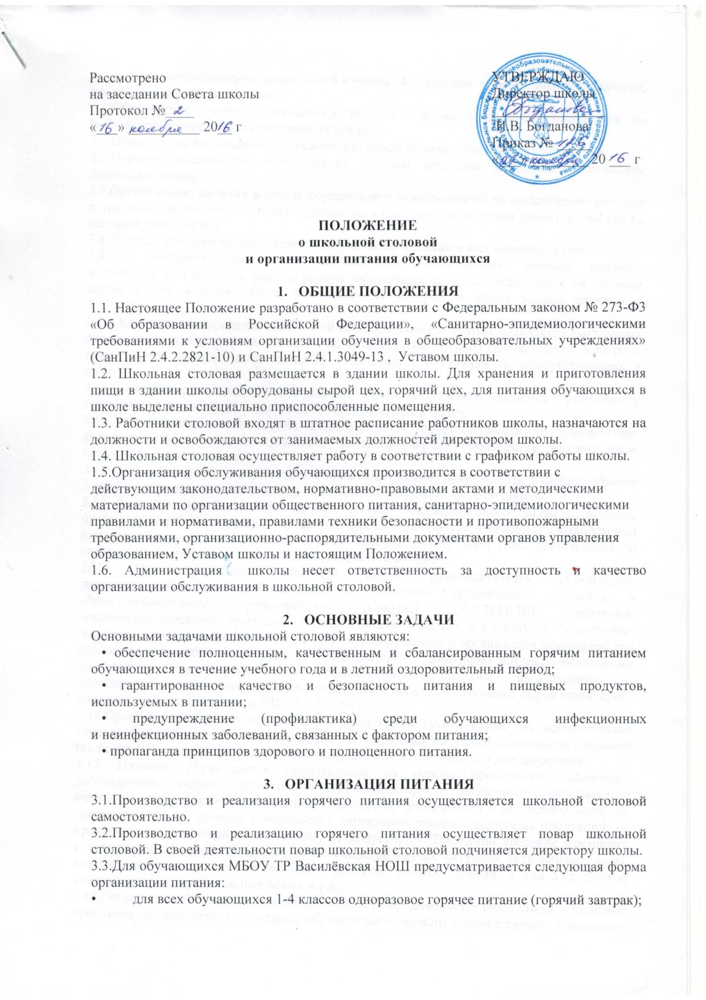 Рассмотрено
на заседании Совета школы
Протокол № 2
«16» ноября 2016 г
УТВЕРЖДАЮ
Директор школы
Н.В. Богданова
Приказ №
20 16 г
ПОЛОЖЕНИЕ
о школьной столовой
и организации питания обучающихся
1. ОБЩИЕ ПОЛОЖЕНИЯ
1.1. Настоящее Положение разработано в соответствии с Федеральным законом № 273-ФЗ
«Об образовании в Российской Федерации», «Санитарно-эпидемиологическими
требованиями к условиям организации обучения в общеобразовательных учреждениях»
(СанПиН 2.4.2.2821-10) и СанПиН 2.4.1.3049-13 , Уставом школы.
1.2. Школьная столовая размещается в здании школы. Для хранения и приготовления
пищи в здании школы оборудованы сырой цех, горячий цех, для питания обучающихся в
школе выделены специально приспособленные помещения.
1.3. Работники столовой входят в штатное расписание работников школы, назначаются на
должности и освобождаются от занимаемых должностей директором школы.
1.4. Школьная столовая осуществляет работу в соответствии с графиком работы школы.
1.5.Организация обслуживания обучающихся производится в соответствии с
действующим законодательством, нормативно-правовыми актами и методическими
материалами по организации общественного питания, санитарно-эпидемиологическими
правилами и нормативами, правилами техники безопасности и противопожарными
требованиями, организационно-распорядительными документами органов управления
образованием, Уставом школы и настоящим Положением.
1.6. Администрация школы несет ответственность за доступность и качество
организации обслуживания в школьной столовой.
2. ОСНОВНЫЕ ЗАДАЧИ
Основными задачами школьной столовой являются:
обеспечение полноценным, качественным и сбалансированным горячим питанием
обучающихся в течение учебного года и в летний оздоровительный период;
• гарантированное качество и безопасность питания и пищевых продуктов,
используемых в питании;
предупреждение (профилактика) среди обучающихся инфекционных
и неинфекционных заболеваний, связанных с фактором питания;
• пропаганда принципов здорового и полноценного питания.
3. ОРГАНИЗАЦИЯ ПИТАНИЯ
3.1.Производство и реализация горячего питания осуществляется школьной столовой
самостоятельно.
3.2.Производство и реализацию горячего питания осуществляет повар школьной
столовой. В своей деятельности повар школьной столовой подчиняется директору школы.
3.3.Для обучающихся МБОУ ТР Василёвская НОШ предусматривается следующая форма
организации питания:
• для всех обучающихся 1-4 классов одноразовое горячее питание (горячий завтрак);